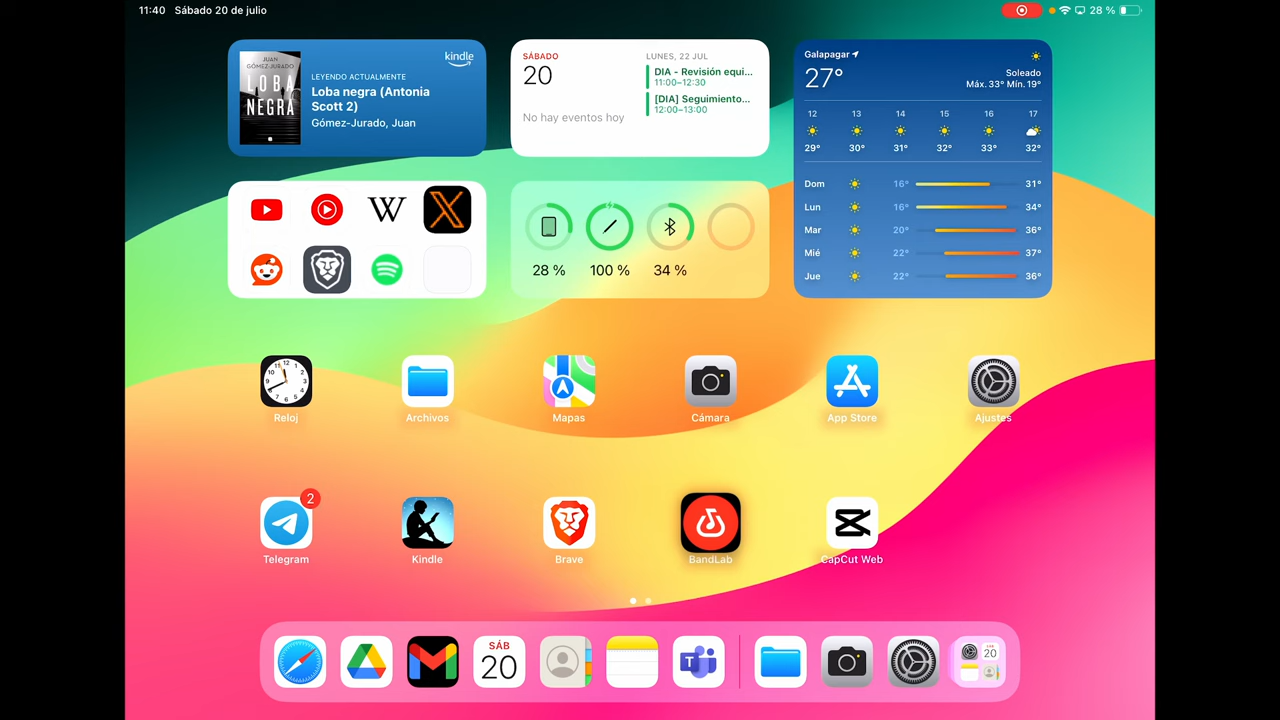 11:40 Sábado 20 de julio
28 %
JUAN
GÓMEZ-JURADO
LOBA
NEGRA
LEYENDO ACTUALMENTE
Loba negra (Antonia
Scott 2)
Gómez-Jurado, Juan
kindle
SÁBADO
20
No hay eventos hoy
LUNES, 22 JUL
DIA - Revisión equi...
11:00–12:30
[DIA] Seguimiento...
12:00–13:00
Galapagar
27°
Soleado
Máx. 33° Mín. 19°
12 13 14 15 16 17
29° 30° 31° 32° 33° 32°
Dom 16° 31°
Lun 16° 34°
Mar 20° 36°
Mié 22° 37°
Jue 22° 36°
W
28 % 100 % 34 %
Reloj Archivos Mapas Cámara App Store Ajustes
2
Telegram Kindle Brave BandLab CapCut Web
SÁB
20